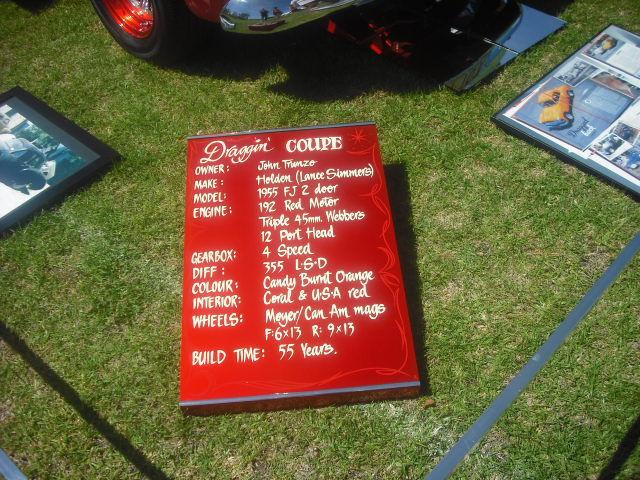 Draggin' COUPE
OWNER: John Trunzo
MAKE: Holden (Lance Simmers)
MODEL: 1955 FJ 2 door
ENGINE: 192 Red Motor
Triple 45mm. Webbers
12 Port Head
GEARBOX: 4 Speed
DIFF: 355 L·S·D
COLOUR: Candy Burnt Orange
INTERIOR: Coral & U·S·A red
WHEELS: Meyer/Can Am mags
F:6x13 R:9x13
BUILD TIME: 55 Years.